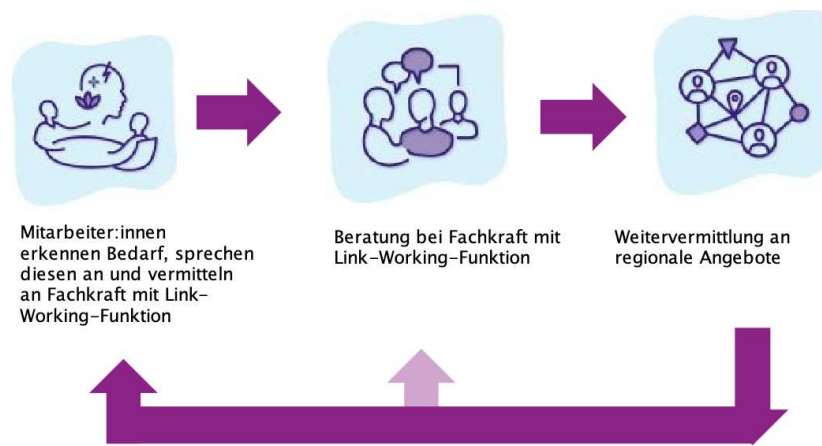 Mitarbeiter:innen
erkennen Bedarf, sprechen
diesen an und vermitteln
an Fachkraft mit Link-
Working-Funktion
Beratung bei Fachkraft mit
Link-Working-Funktion
Weitervermittlung an
regionale Angebote